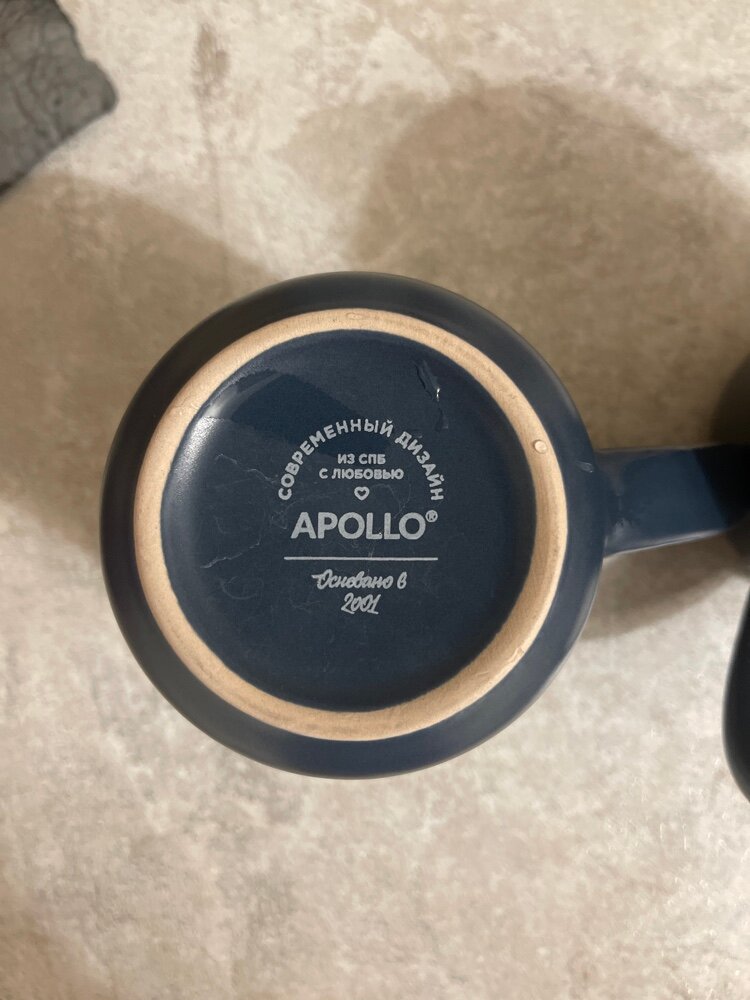 СОВРЕМЕННЫЙ ДИЗАЙН
ИЗ СПБ
С ЛЮБОВЬЮ
APOLLO®
Основано в
2001